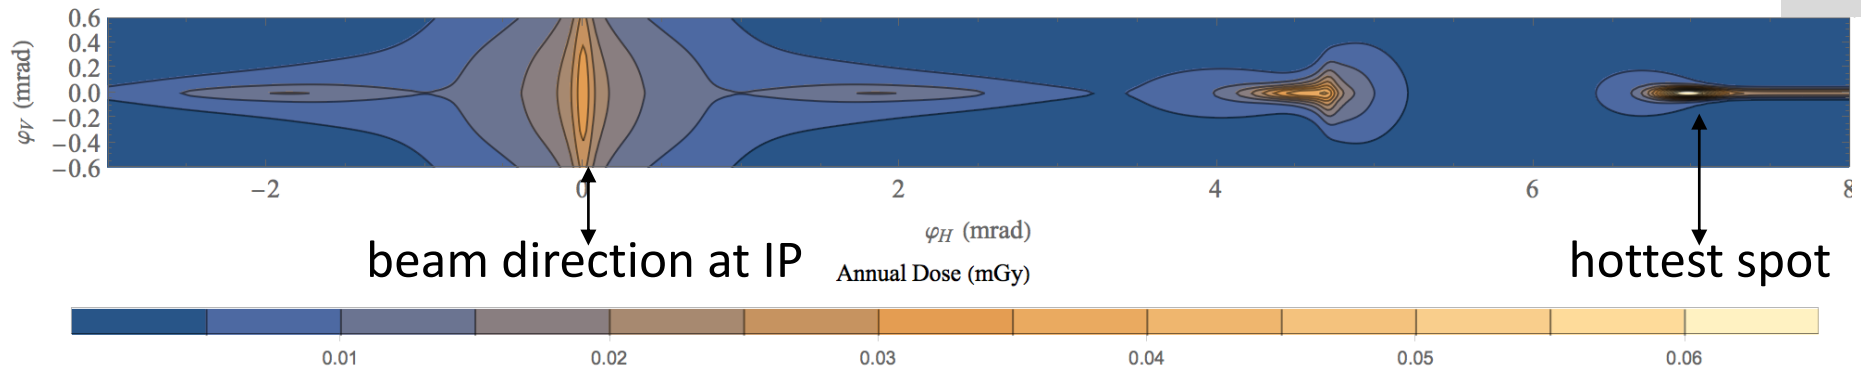 0.6
0.4
0.2
0.0
−0.2
−0.4
−0.6
φV (mrad)
−2 0 2 4 6 8
φH (mrad)
beam direction at IP
hottest spot
Annual Dose (mGy)
0.01 0.02 0.03 0.04 0.05 0.06